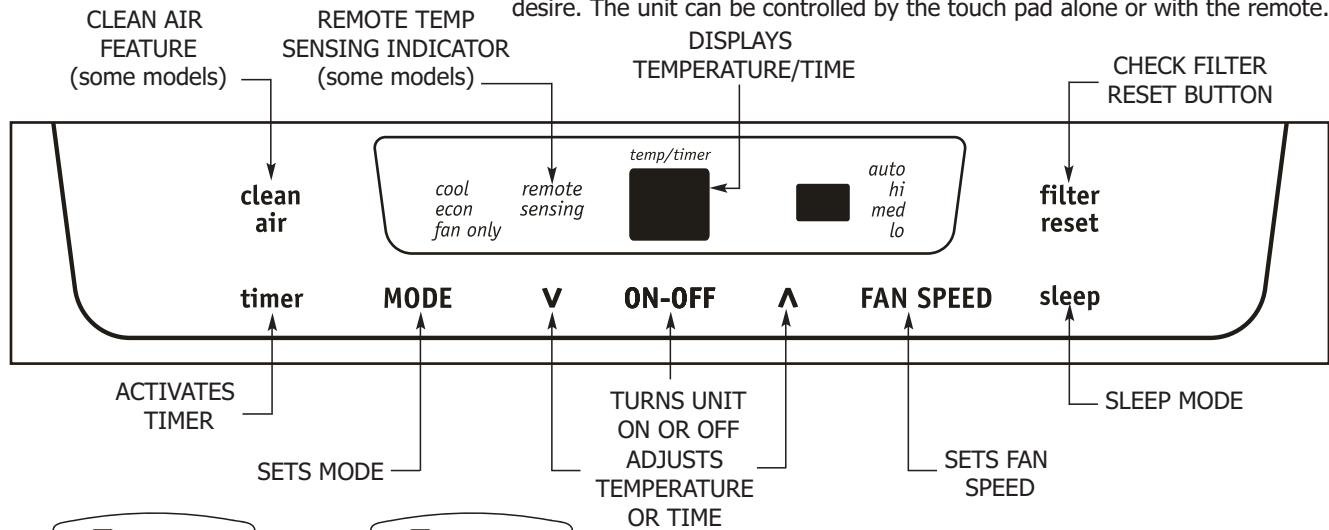 desire. The unit can be controlled by the touch pad alone or with the remote.
CLEAN AIR
FEATURE
(some models)
REMOTE TEMP
SENSING INDICATOR
(some models)
DISPLAYS
TEMPERATURE/TIME
CHECK FILTER
RESET BUTTON
clean
air
cool
econ
fan only
remote
sensing
temp/timer
auto
hi
med
lo
filter
reset
timer
MODE
V
ON-OFF
Λ
FAN SPEED
sleep
ACTIVATES
TIMER
SETS MODE
TURNS UNIT
ON OR OFF
ADJUSTS
TEMPERATURE
OR TIME
SETS FAN
SPEED
SLEEP MODE